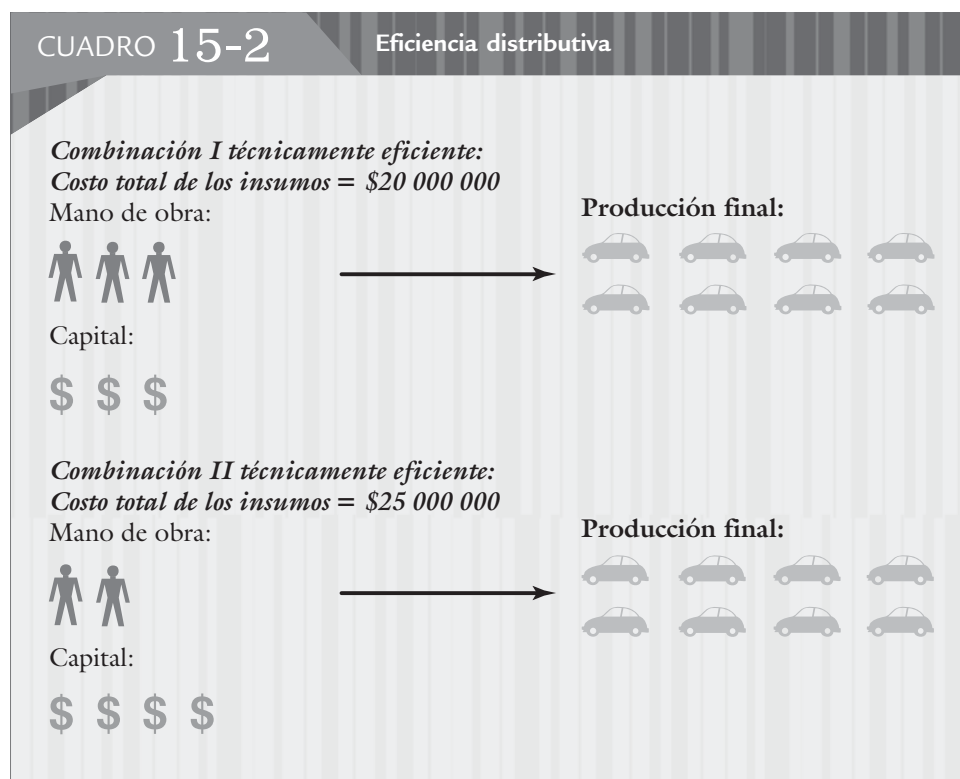 CUADRO 15-2
Eficiencia distributiva
Combinación I técnicamente eficiente:
Costo total de los insumos = $20 000 000
Mano de obra:
Producción final:
Capital:
$ $ $
Combinación II técnicamente eficiente:
Costo total de los insumos = $25 000 000
Mano de obra:
Producción final:
Capital:
$ $ $ $